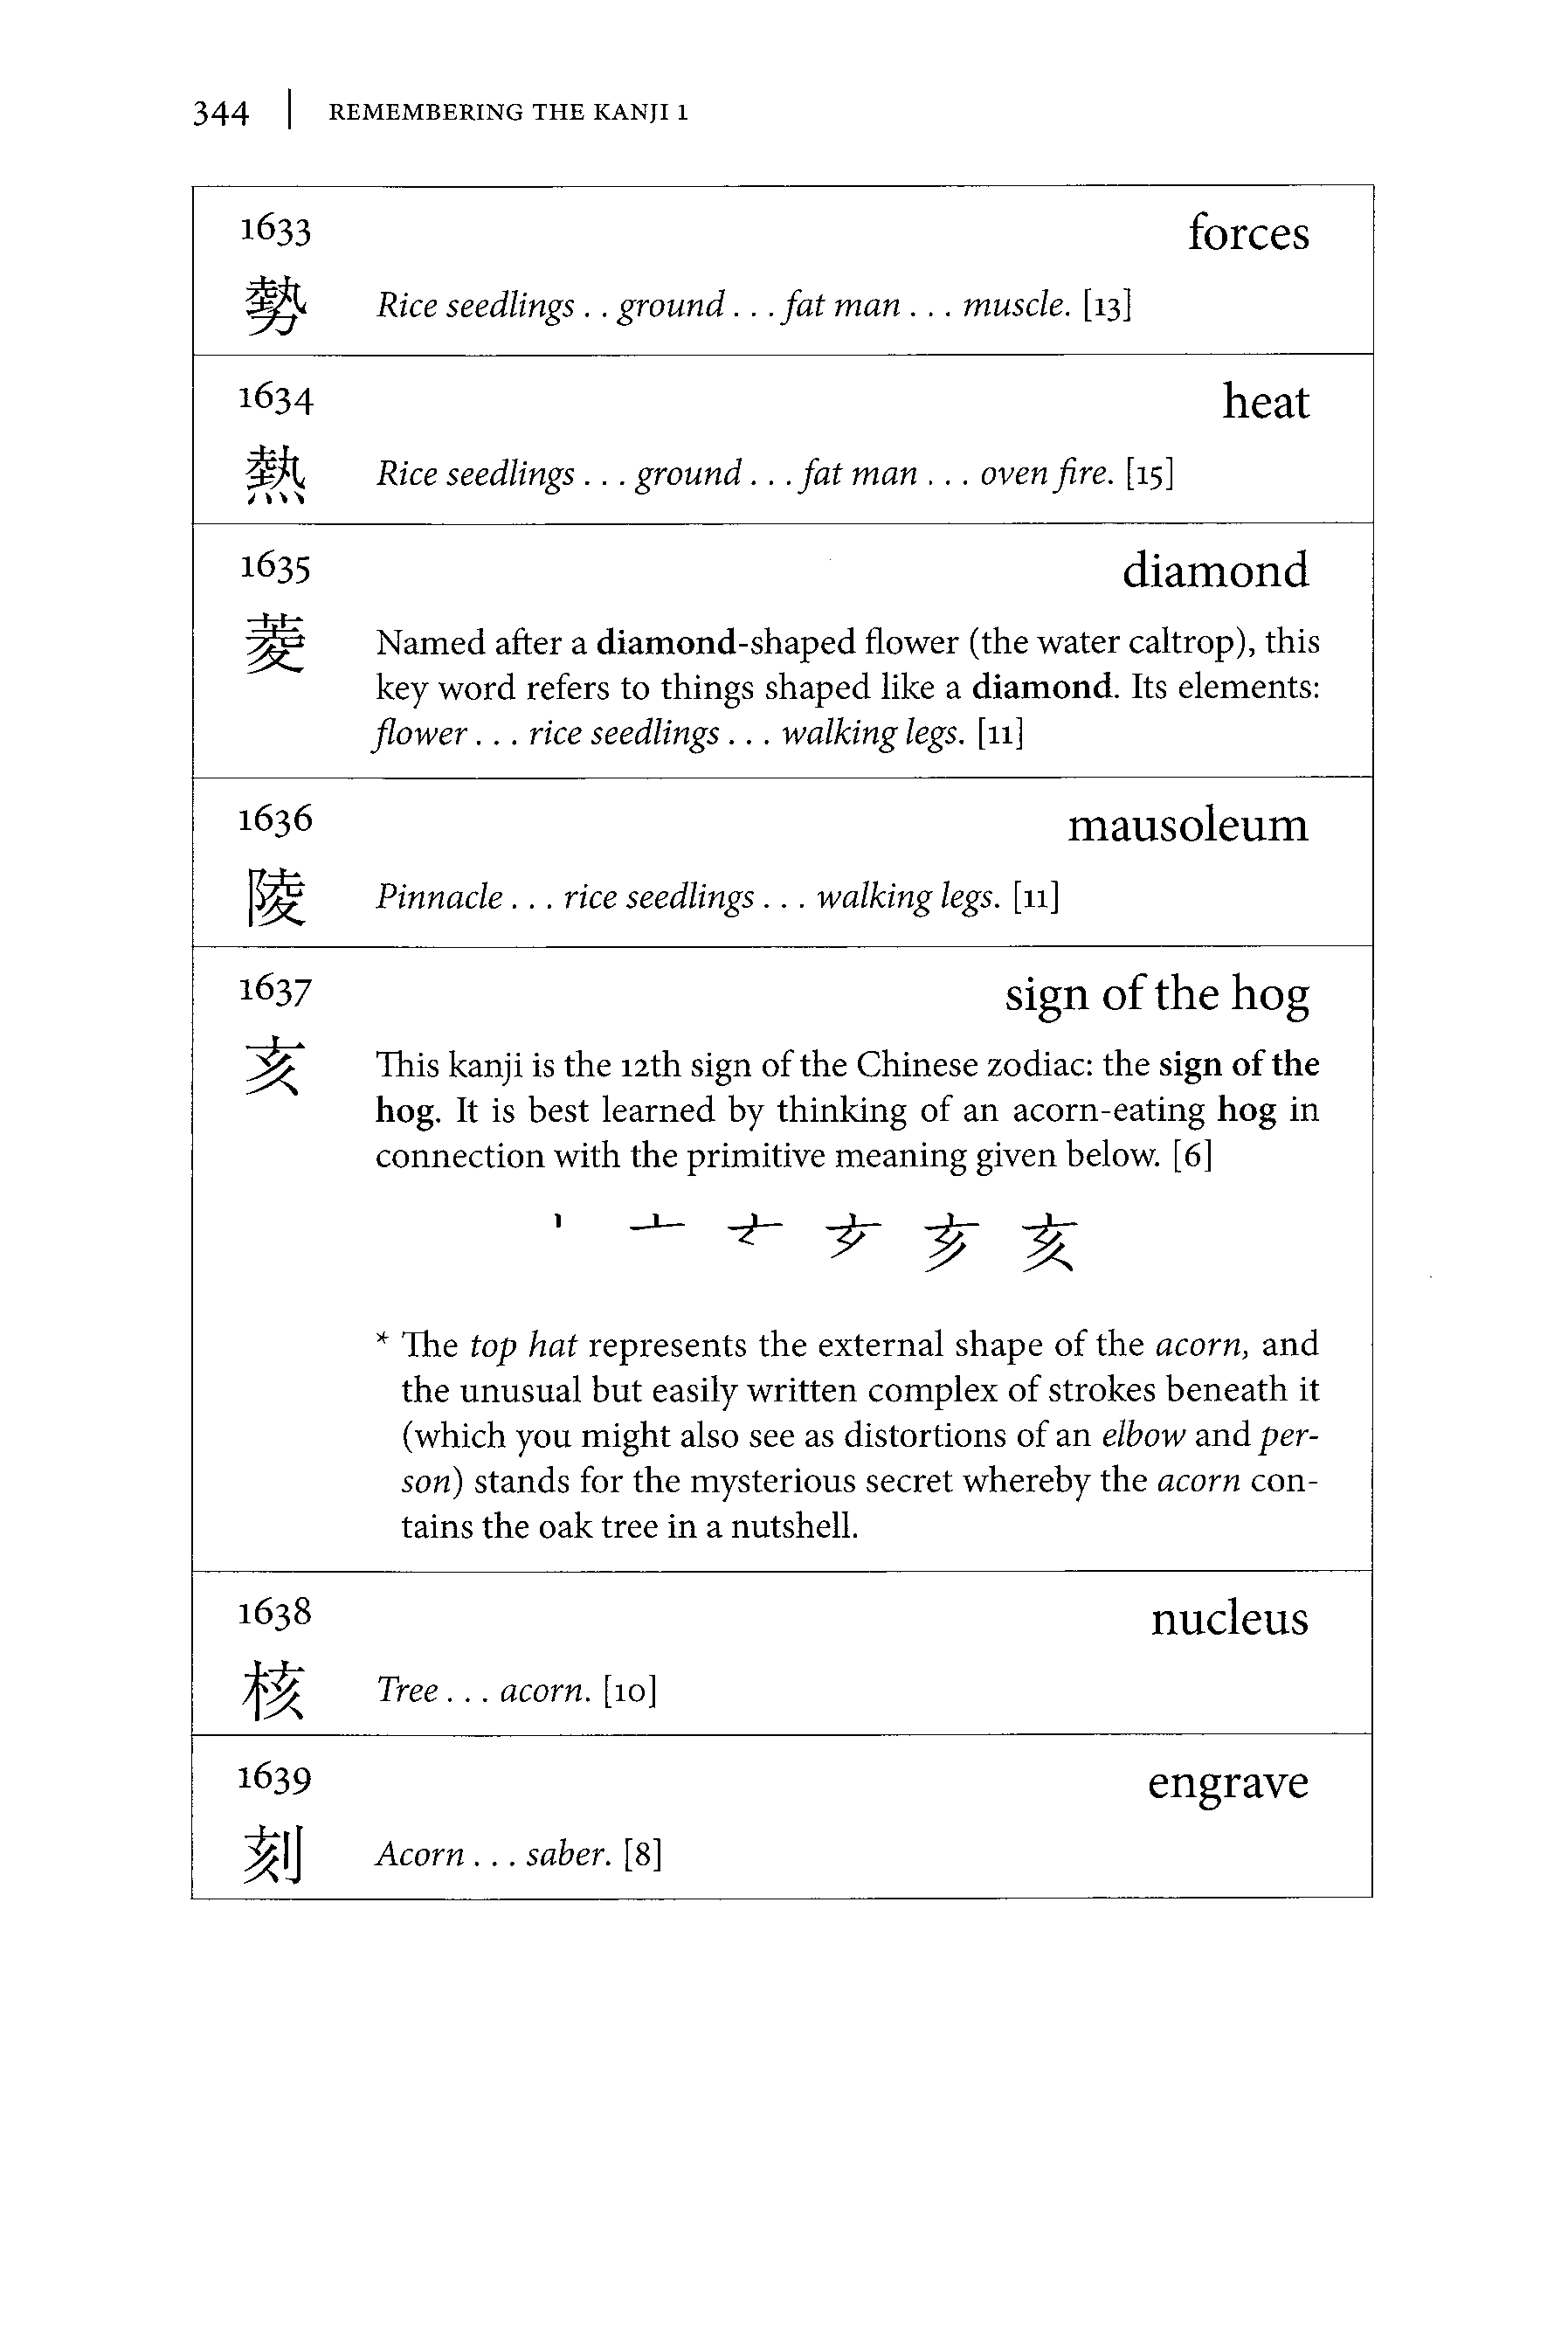 344 | REMEMBERING THE KANJI 1
1633 forces
勢 Rice seedlings . . ground . . . fat man . . . muscle. [13]
1634 heat
熱 Rice seedlings . . . ground . . . fat man . . . oven fire. [15]
1635 diamond
菱 Named after a diamond-shaped flower (the water caltrop), this
key word refers to things shaped like a diamond. Its elements:
flower . . . rice seedlings . . . walking legs. [11]
1636 mausoleum
陵 Pinnacle . . . rice seedlings . . . walking legs. [11]
1637 sign of the hog
亥 This kanji is the 12th sign of the Chinese zodiac: the sign of the
hog. It is best learned by thinking of an acorn-eating hog in
connection with the primitive meaning given below. [6]
* The top hat represents the external shape of the acorn, and
the unusual but easily written complex of strokes beneath it
(which you might also see as distortions of an elbow and per-
son) stands for the mysterious secret whereby the acorn con-
tains the oak tree in a nutshell.
1638 nucleus
核 Tree . . . acorn. [10]
1639 engrave
刻 Acorn . . . saber. [8]